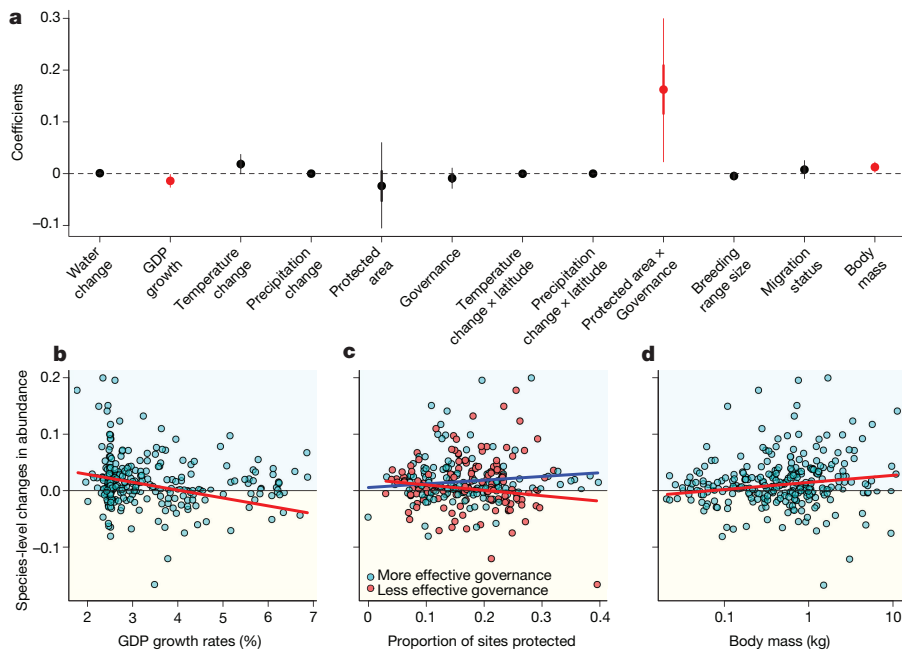 a
0.3
0.2
0.1
0
−0.1
Coefficients
Water
change
GDP
growth
Temperature
change
Precipitation
change
Protected
area
Governance
Temperature
change × latitude
Precipitation
change × latitude
Protected area ×
Governance
Breeding
range size
Migration
status
Body
mass
b
c
d
Species-level changes in abundance
0.2
0.1
0.0
−0.1
2 3 4 5 6 7
GDP growth rates (%)
More effective governance
Less effective governance
0 0.1 0.2 0.3 0.4
Proportion of sites protected
0.1 1 10
Body mass (kg)